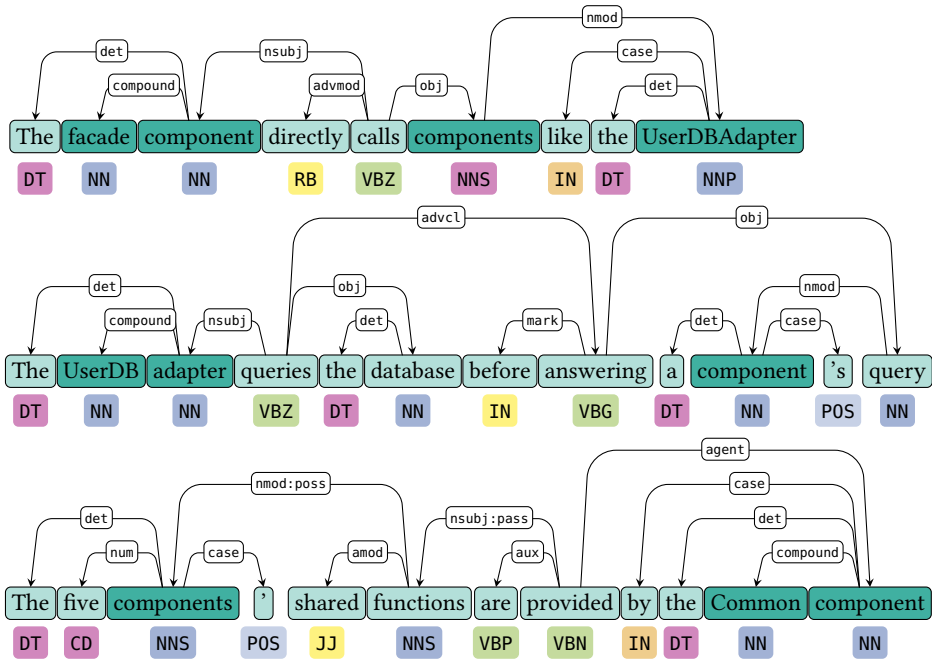 nmod
det nsubj case
compound advmod obj det
The facade component directly calls components like the UserDBAdapter
DT NN NN RB VBZ NNS IN DT NNP
advcl obj
det obj nmod
compound nsubj det mark det case
The UserDB adapter queries the database before answering a component 's query
DT NN NN VBZ DT NN IN VBG DT NN POS NN
agent
nmod:poss case
det nsubj:pass det
num case amod aux compound
The five components ' shared functions are provided by the Common component
DT CD NNS POS JJ NNS VBP VBN IN DT NN NN